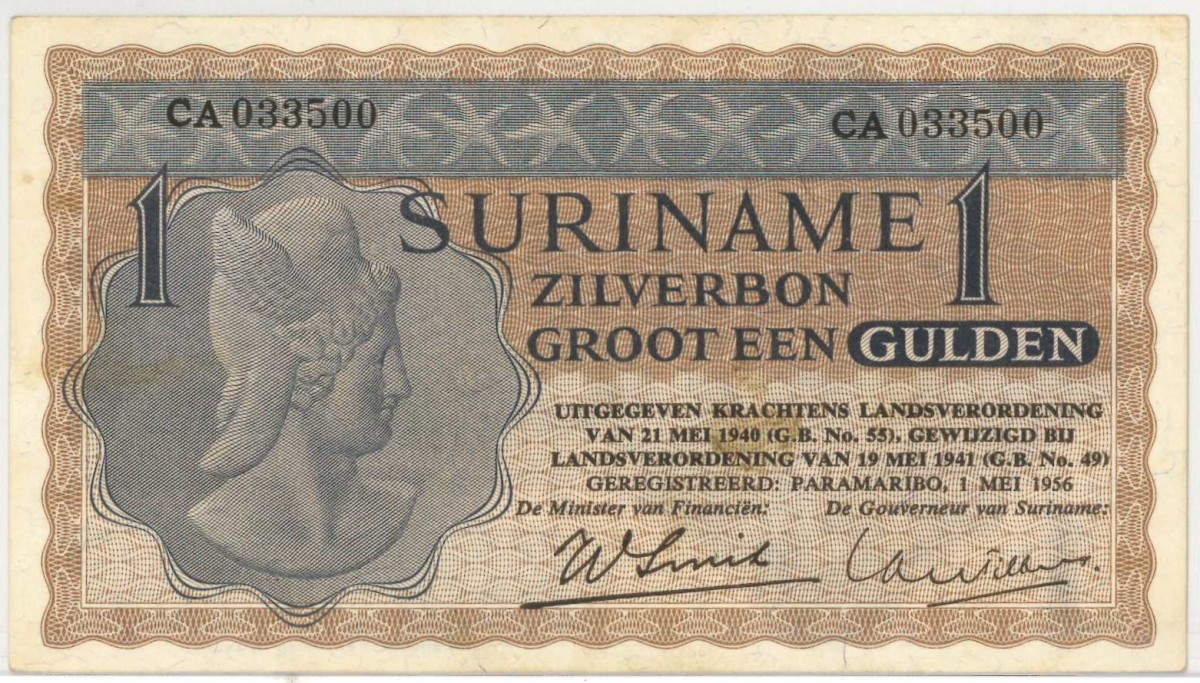 CA 033500 CA 033500
1 SURINAME 1
ZILVERBON
GROOT EEN GULDEN
UITGEGEVEN KRACHTENS LANDSVERORDENING
VAN 21 MEI 1940 (G.B. No. 55), GEWIJZIGD BIJ
LANDSVERORDENING VAN 19 MEI 1941 (G.B. No. 49)
GEREGISTREERD: PARAMARIBO, 1 MEI 1956
De Minister van Financiën: De Gouverneur van Suriname:
W Smit